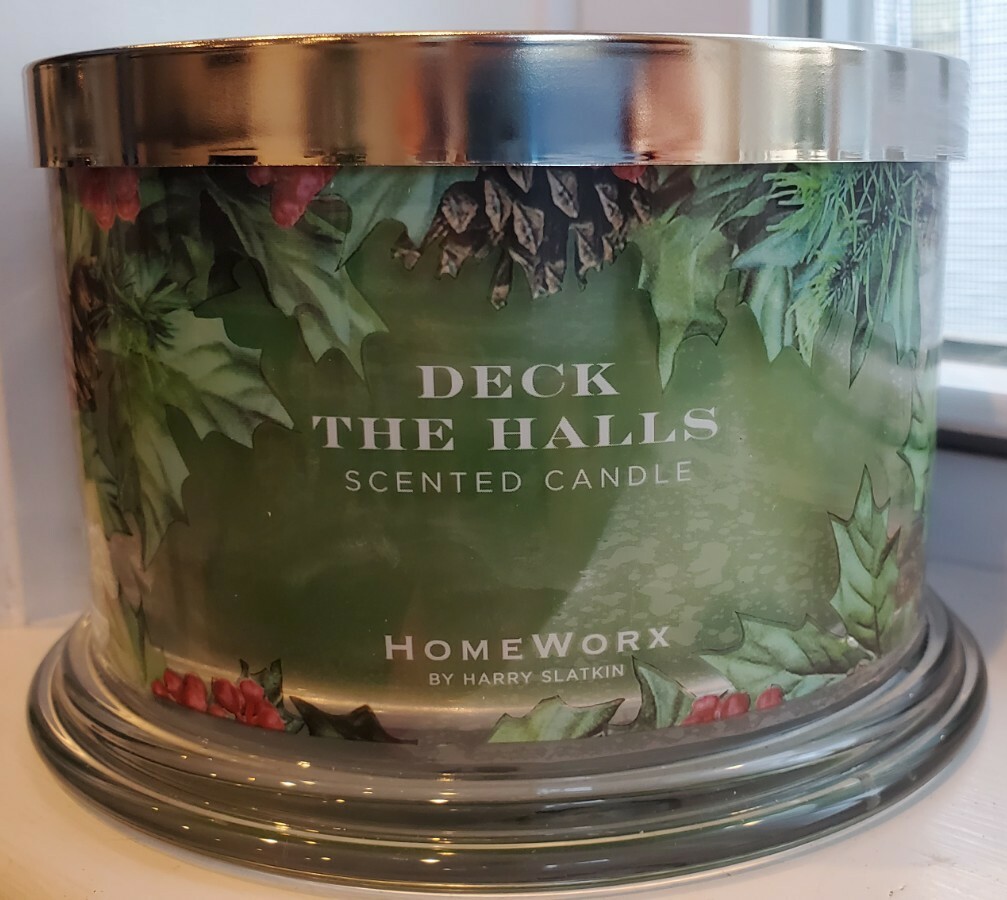 DECK
THE HALLS
SCENTED CANDLE
HOMEWORX
BY HARRY SLATKIN